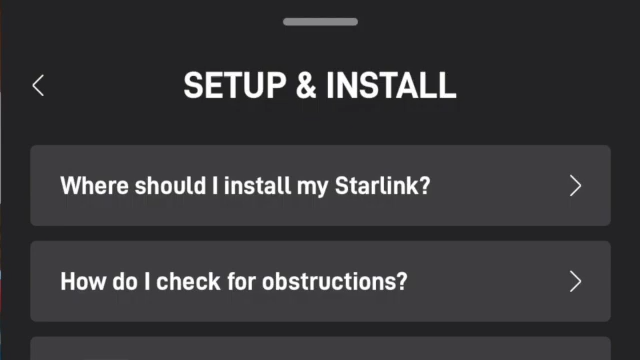 SETUP & INSTALL
Where should I install my Starlink?
How do I check for obstructions?